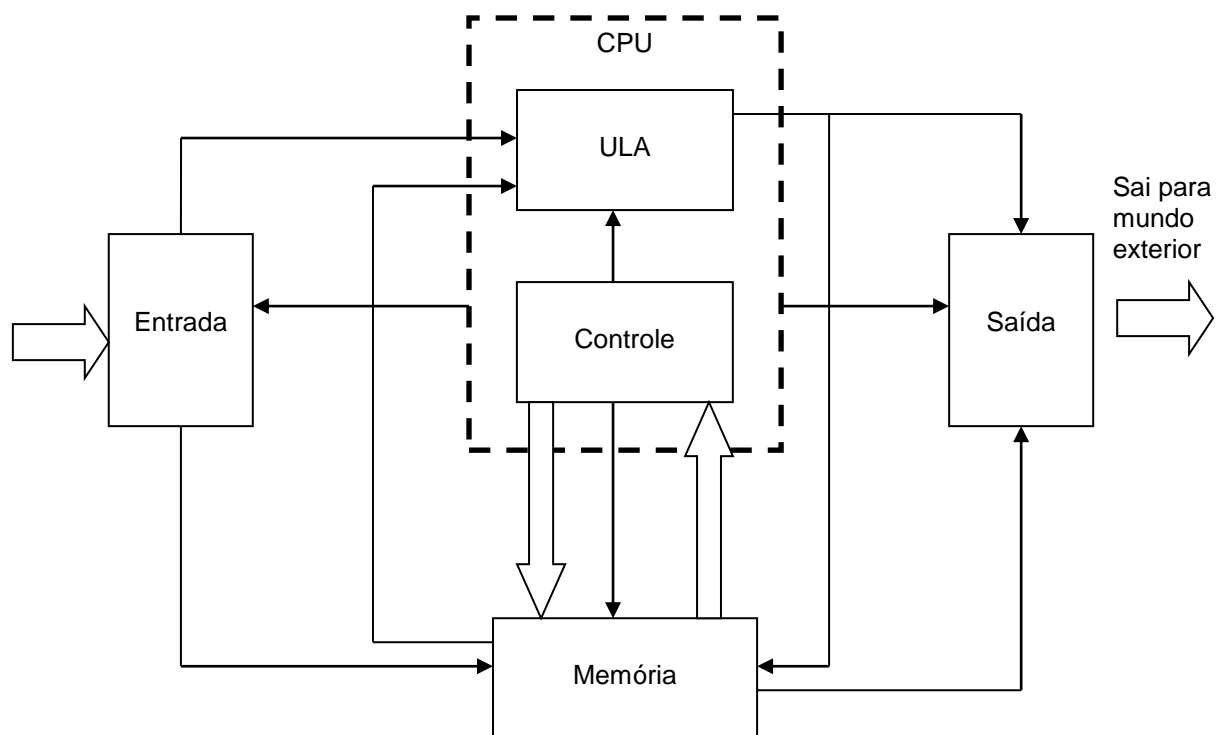 CPU
ULA
Sai para
mundo
exterior
Entrada
Controle
Saída
Memória